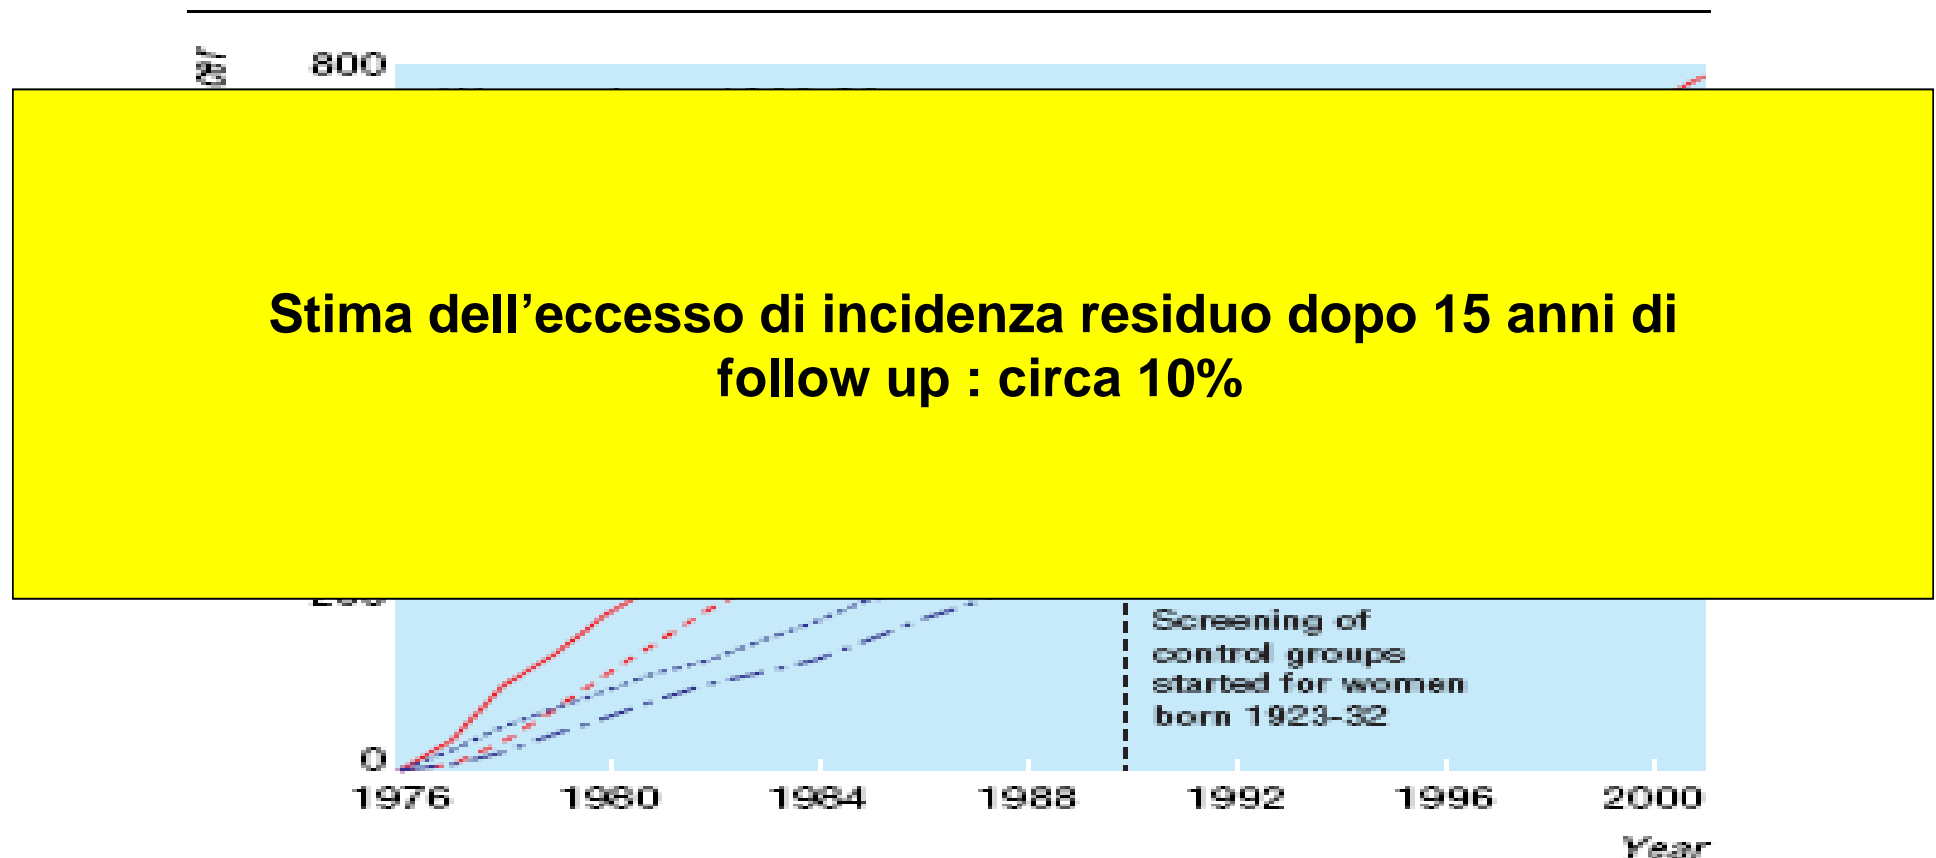 800
Stima dell’eccesso di incidenza residuo dopo 15 anni di
follow up : circa 10%
Screening of
control groups
started for women
born 1923-32
0
1976 1980 1984 1988 1992 1996 2000
Year